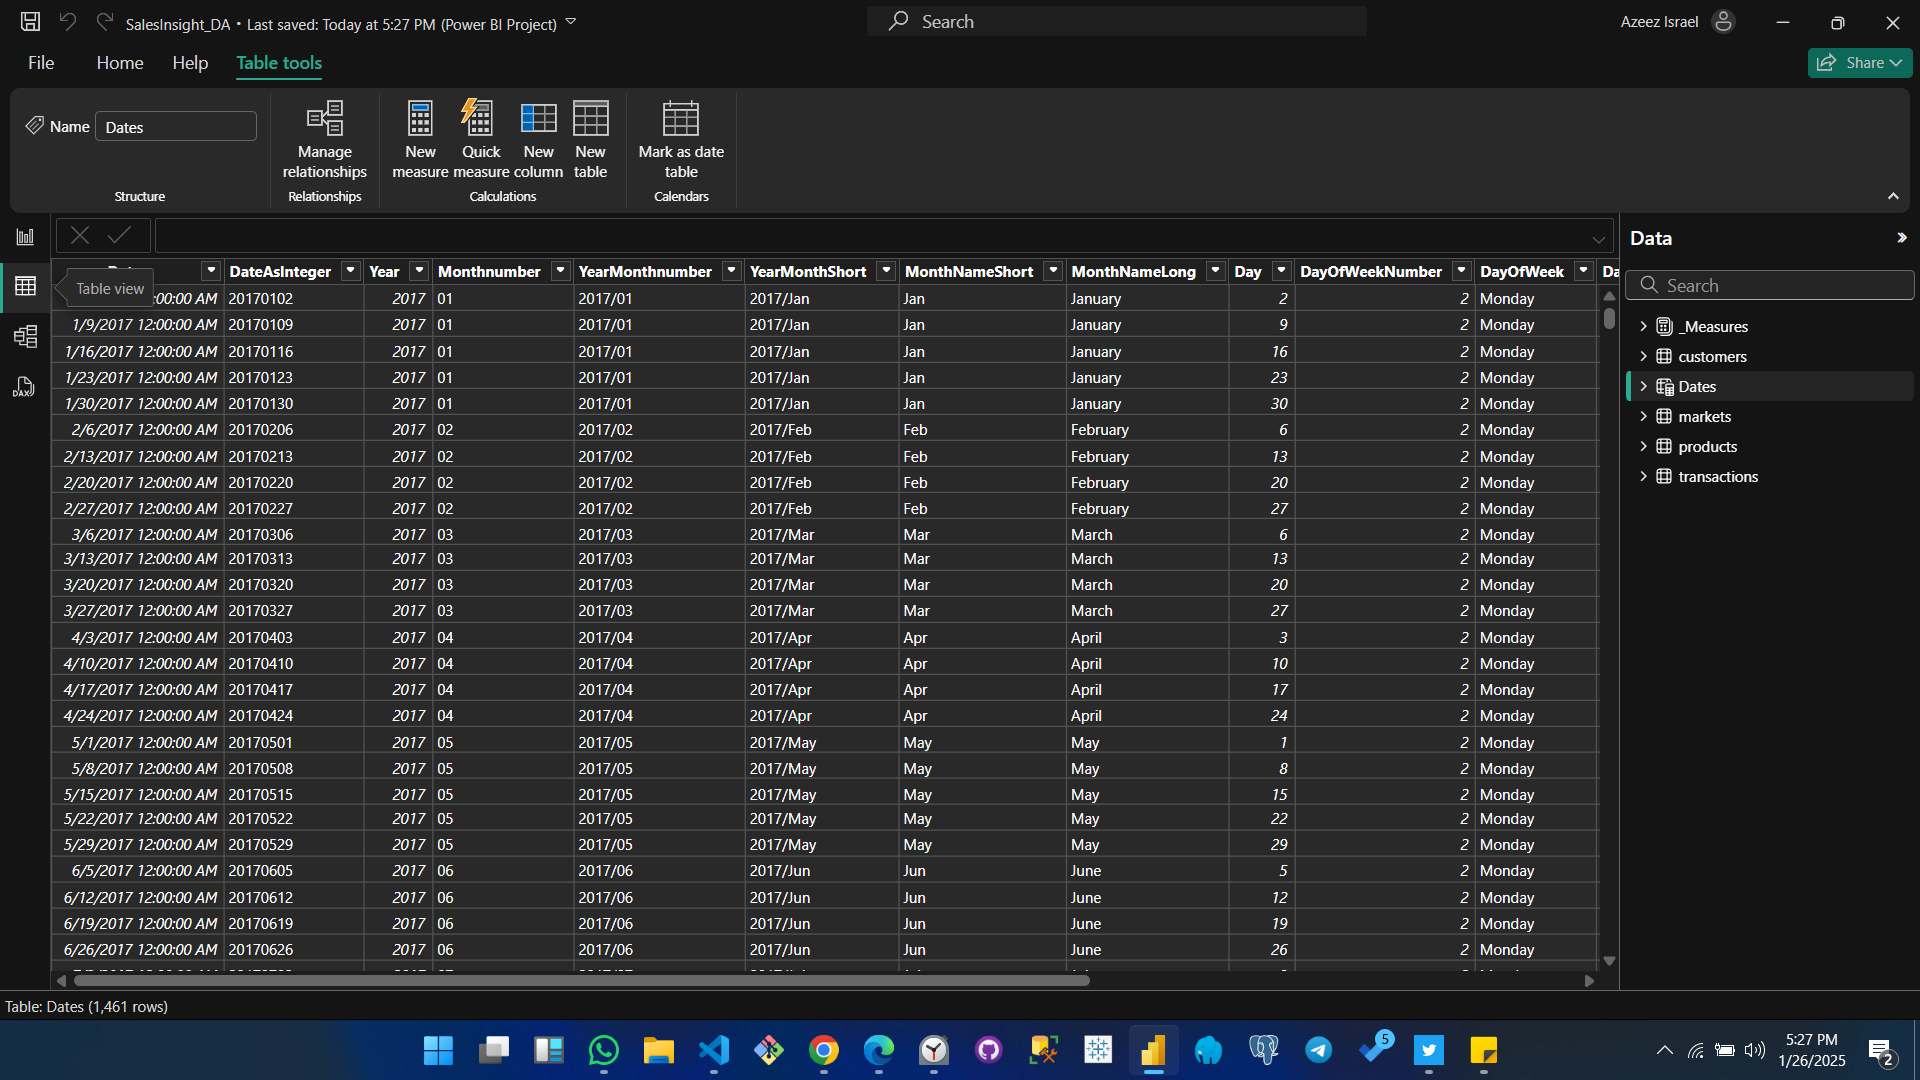 SalesInsight_DA • Last saved: Today at 5:27 PM (Power BI Project)
Search
Azeez Israel
File Home Help Table tools
Share
Name Dates
Structure
Manage relationships
Relationships
New measure
Quick measure
New column
New table
Calculations
Mark as date table
Calendars
DateAsInteger Year Monthnumber YearMonthnumber YearMonthShort MonthNameShort MonthNameLong Day DayOfWeekNumber DayOfWeek Da
Table view
:00:00 AM 20170102 2017 01 2017/01 2017/Jan Jan January 2 2 Monday
1/9/2017 12:00:00 AM 20170109 2017 01 2017/01 2017/Jan Jan January 9 2 Monday
1/16/2017 12:00:00 AM 20170116 2017 01 2017/01 2017/Jan Jan January 16 2 Monday
1/23/2017 12:00:00 AM 20170123 2017 01 2017/01 2017/Jan Jan January 23 2 Monday
1/30/2017 12:00:00 AM 20170130 2017 01 2017/01 2017/Jan Jan January 30 2 Monday
2/6/2017 12:00:00 AM 20170206 2017 02 2017/02 2017/Feb Feb February 6 2 Monday
2/13/2017 12:00:00 AM 20170213 2017 02 2017/02 2017/Feb Feb February 13 2 Monday
2/20/2017 12:00:00 AM 20170220 2017 02 2017/02 2017/Feb Feb February 20 2 Monday
2/27/2017 12:00:00 AM 20170227 2017 02 2017/02 2017/Feb Feb February 27 2 Monday
3/6/2017 12:00:00 AM 20170306 2017 03 2017/03 2017/Mar Mar March 6 2 Monday
3/13/2017 12:00:00 AM 20170313 2017 03 2017/03 2017/Mar Mar March 13 2 Monday
3/20/2017 12:00:00 AM 20170320 2017 03 2017/03 2017/Mar Mar March 20 2 Monday
3/27/2017 12:00:00 AM 20170327 2017 03 2017/03 2017/Mar Mar March 27 2 Monday
4/3/2017 12:00:00 AM 20170403 2017 04 2017/04 2017/Apr Apr April 3 2 Monday
4/10/2017 12:00:00 AM 20170410 2017 04 2017/04 2017/Apr Apr April 10 2 Monday
4/17/2017 12:00:00 AM 20170417 2017 04 2017/04 2017/Apr Apr April 17 2 Monday
4/24/2017 12:00:00 AM 20170424 2017 04 2017/04 2017/Apr Apr April 24 2 Monday
5/1/2017 12:00:00 AM 20170501 2017 05 2017/05 2017/May May May 1 2 Monday
5/8/2017 12:00:00 AM 20170508 2017 05 2017/05 2017/May May May 8 2 Monday
5/15/2017 12:00:00 AM 20170515 2017 05 2017/05 2017/May May May 15 2 Monday
5/22/2017 12:00:00 AM 20170522 2017 05 2017/05 2017/May May May 22 2 Monday
5/29/2017 12:00:00 AM 20170529 2017 05 2017/05 2017/May May May 29 2 Monday
6/5/2017 12:00:00 AM 20170605 2017 06 2017/06 2017/Jun Jun June 5 2 Monday
6/12/2017 12:00:00 AM 20170612 2017 06 2017/06 2017/Jun Jun June 12 2 Monday
6/19/2017 12:00:00 AM 20170619 2017 06 2017/06 2017/Jun Jun June 19 2 Monday
6/26/2017 12:00:00 AM 20170626 2017 06 2017/06 2017/Jun Jun June 26 2 Monday
Data
Search
_Measures
customers
Dates
markets
products
transactions
DAX
Table: Dates (1,461 rows)
5
5:27 PM
1/26/2025
2